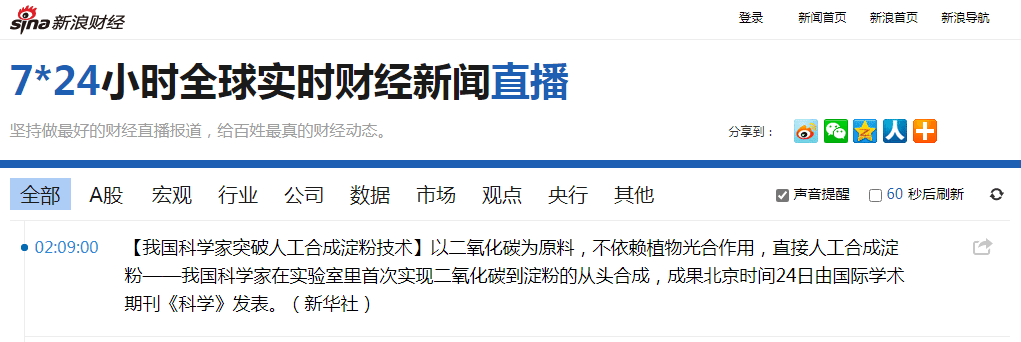 sina新浪财经
登录 新闻首页 新浪首页 新浪导航
7*24小时全球实时财经新闻直播
坚持做最好的财经直播报道，给百姓最真的财经动态。
分享到：
全部 A股 宏观 行业 公司 数据 市场 观点 央行 其他
声音提醒 60 秒后刷新
02:09:00
【我国科学家突破人工合成淀粉技术】以二氧化碳为原料，不依赖植物光合作用，直接人工合成淀
粉——我国科学家在实验室里首次实现二氧化碳到淀粉的从头合成，成果北京时间24日由国际学术
期刊《科学》发表。（新华社）